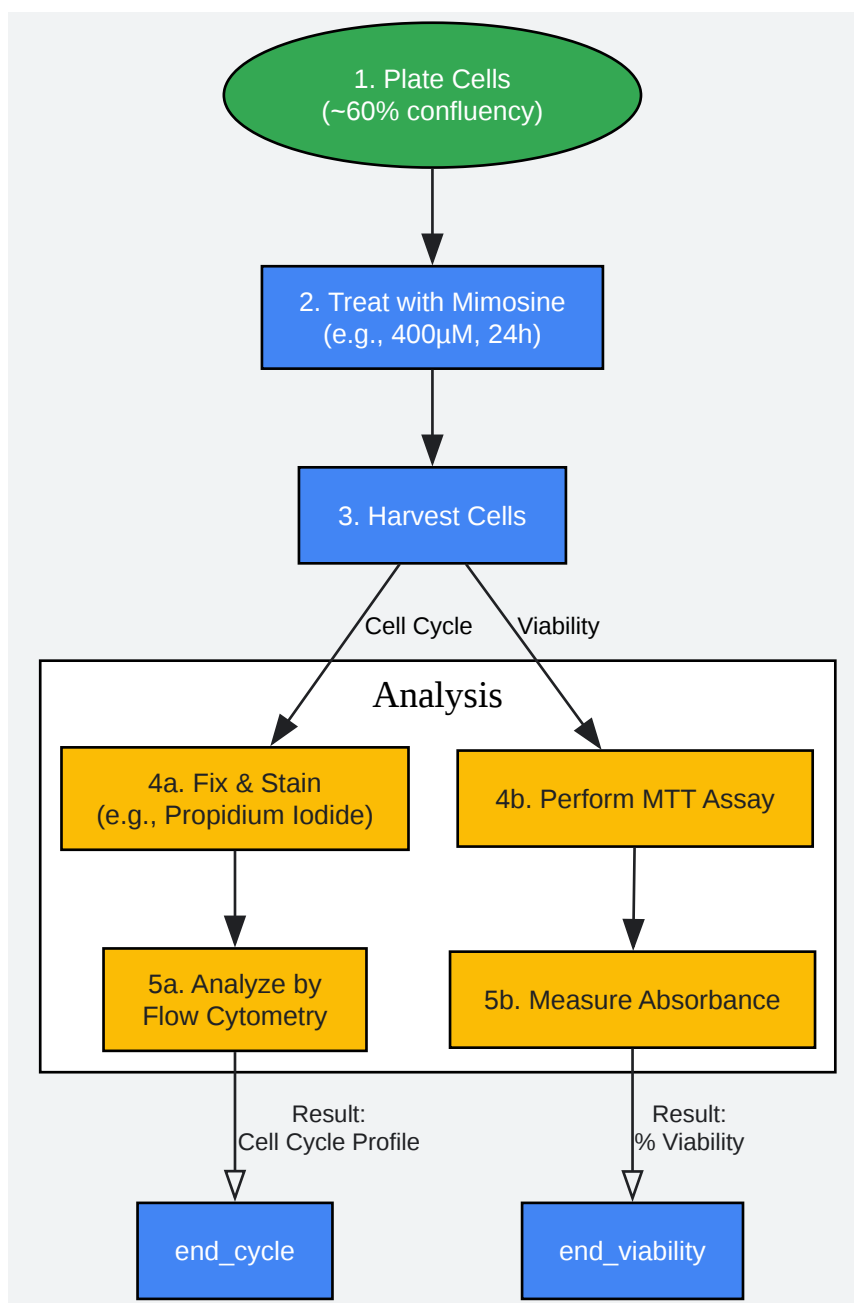 1. Plate Cells
(~60% confluency)
2. Treat with Mimosine
(e.g., 400µM, 24h)
3. Harvest Cells
Cell Cycle
Viability
Analysis
4a. Fix & Stain
(e.g., Propidium Iodide)
4b. Perform MTT Assay
5a. Analyze by
Flow Cytometry
5b. Measure Absorbance
Result:
Cell Cycle Profile
Result:
% Viability
end_cycle
end_viability